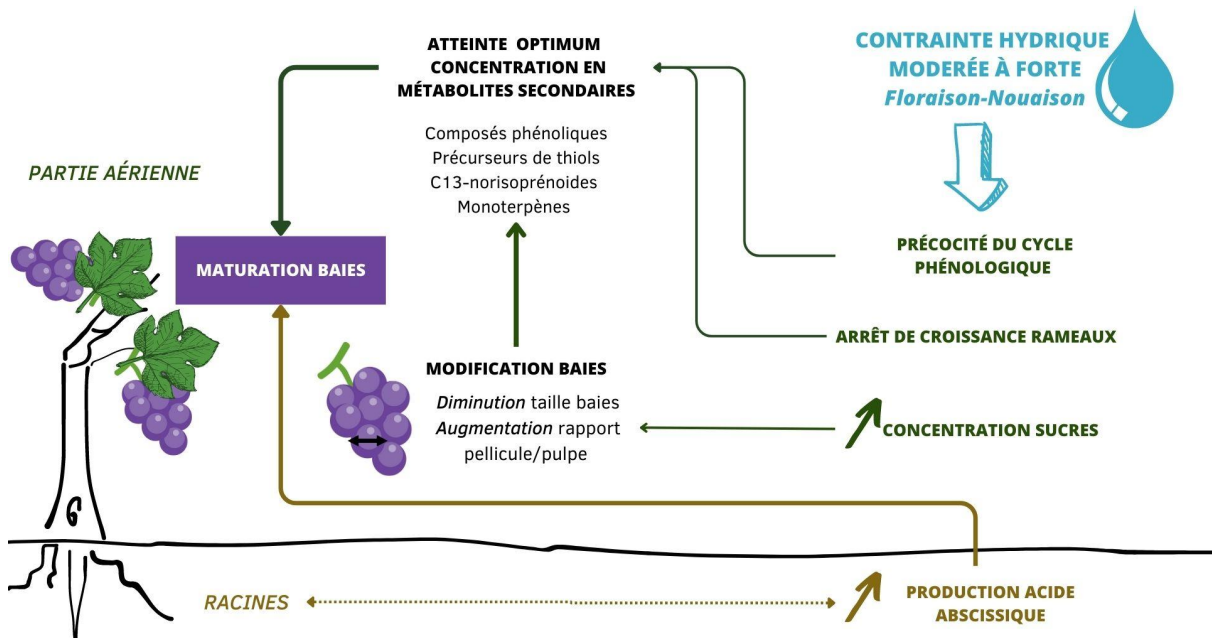 ATTEINTE OPTIMUM
CONCENTRATION EN
MÉTABOLITES SECONDAIRES
Composés phénoliques
Précurseurs de thiols
C13-norisoprénoides
Monoterpènes
CONTRAINTE HYDRIQUE
MODERÉE À FORTE
Floraison-Nouaison
PARTIE AÉRIENNE
MATURATION BAIES
PRÉCOCITÉ DU CYCLE
PHÉNOLOGIQUE
ARRÊT DE CROISSANCE RAMEAUX
MODIFICATION BAIES
Diminution taille baies
Augmentation rapport
pellicule/pulpe
CONCENTRATION SUCRES
RACINES
PRODUCTION ACIDE
ABSCISSIQUE